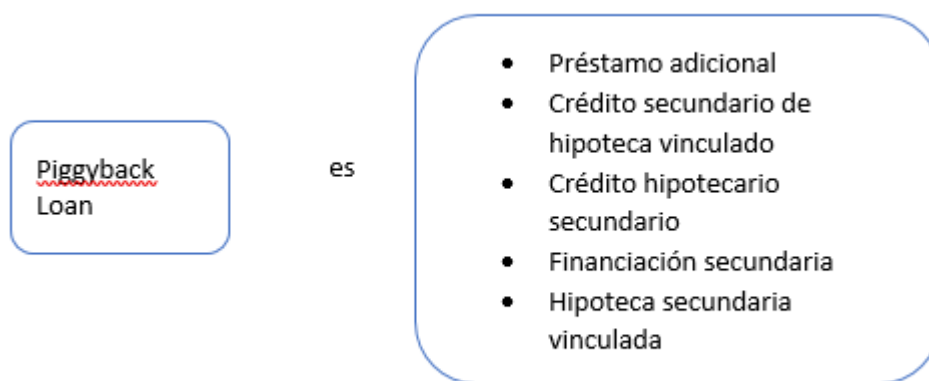 Piggyback
Loan
es
• Préstamo adicional
• Crédito secundario de
hipoteca vinculado
• Crédito hipotecario
secundario
• Financiación secundaria
• Hipoteca secundaria
vinculada